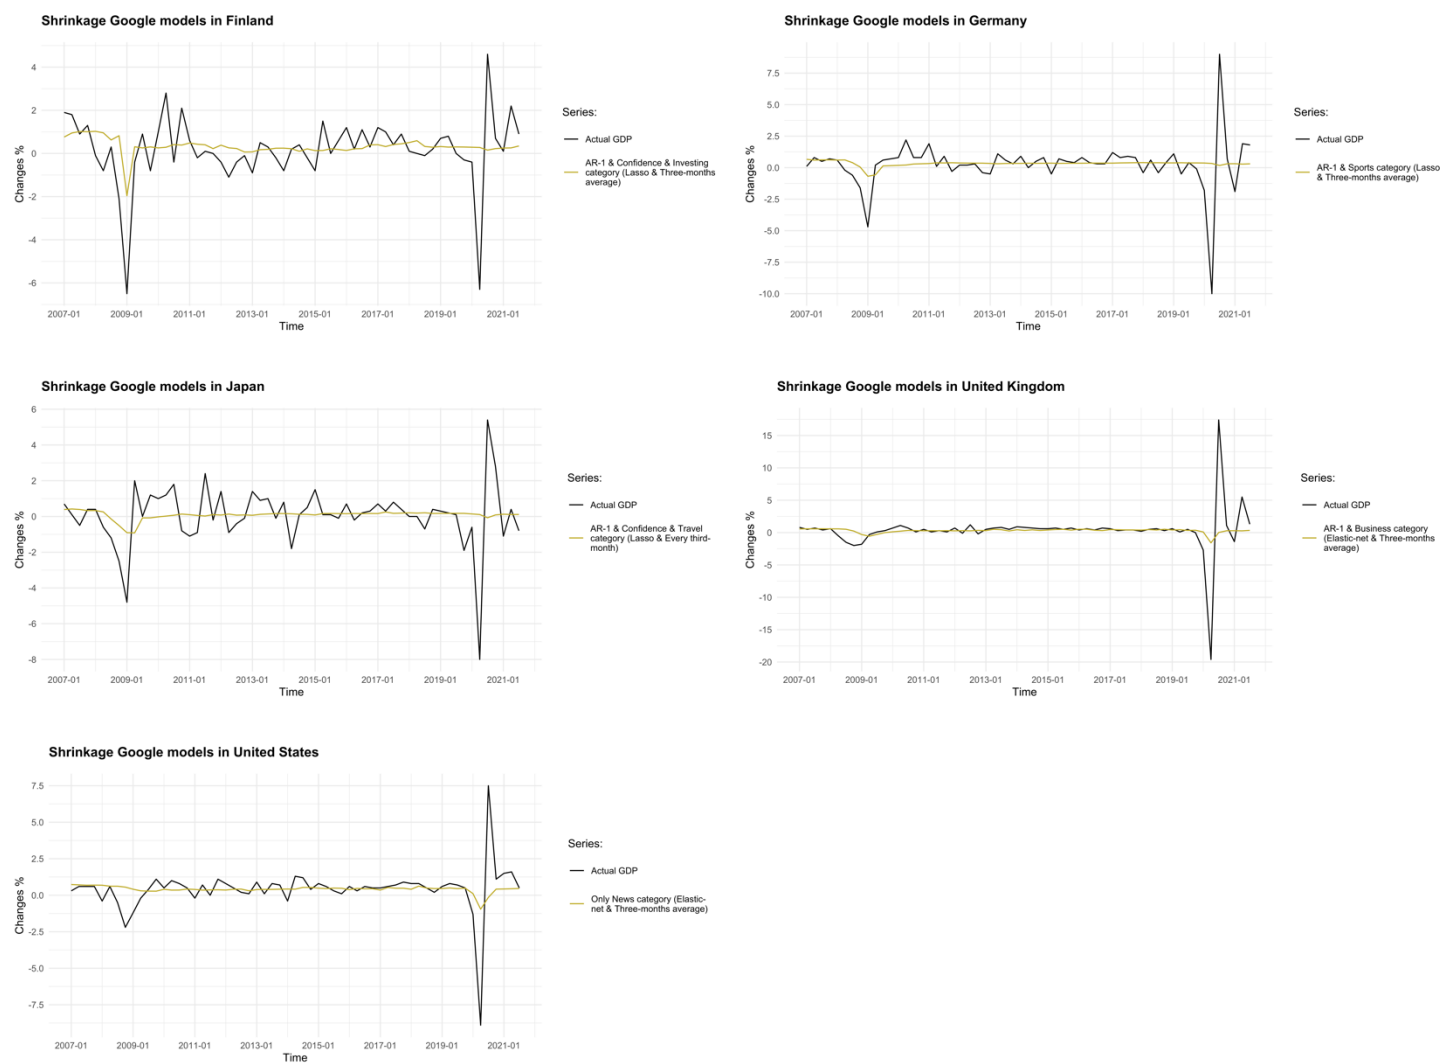 Shrinkage Google models in Finland
Changes %
4
2
0
-2
-4
-6
2007-01 2009-01 2011-01 2013-01 2015-01 2017-01 2019-01 2021-01
Time
Series:
Actual GDP
AR-1 & Confidence & Investing
category (Lasso & Three-months
average)
Shrinkage Google models in Germany
Changes %
7.5
5.0
2.5
0.0
-2.5
-5.0
-7.5
-10.0
2007-01 2009-01 2011-01 2013-01 2015-01 2017-01 2019-01 2021-01
Time
Series:
Actual GDP
AR-1 & Sports category (Lasso
& Three-months average)
Shrinkage Google models in Japan
Changes %
6
4
2
0
-2
-4
-6
-8
2007-01 2009-01 2011-01 2013-01 2015-01 2017-01 2019-01 2021-01
Time
Series:
Actual GDP
AR-1 & Confidence & Travel
category (Lasso & Every third-
month)
Shrinkage Google models in United Kingdom
Changes %
15
10
5
0
-5
-10
-15
-20
2007-01 2009-01 2011-01 2013-01 2015-01 2017-01 2019-01 2021-01
Time
Series:
Actual GDP
AR-1 & Business category
(Elastic-net & Three-months
average)
Shrinkage Google models in United States
Changes %
7.5
5.0
2.5
0.0
-2.5
-5.0
-7.5
2007-01 2009-01 2011-01 2013-01 2015-01 2017-01 2019-01 2021-01
Time
Series:
Actual GDP
Only News category (Elastic-
net & Three-months average)